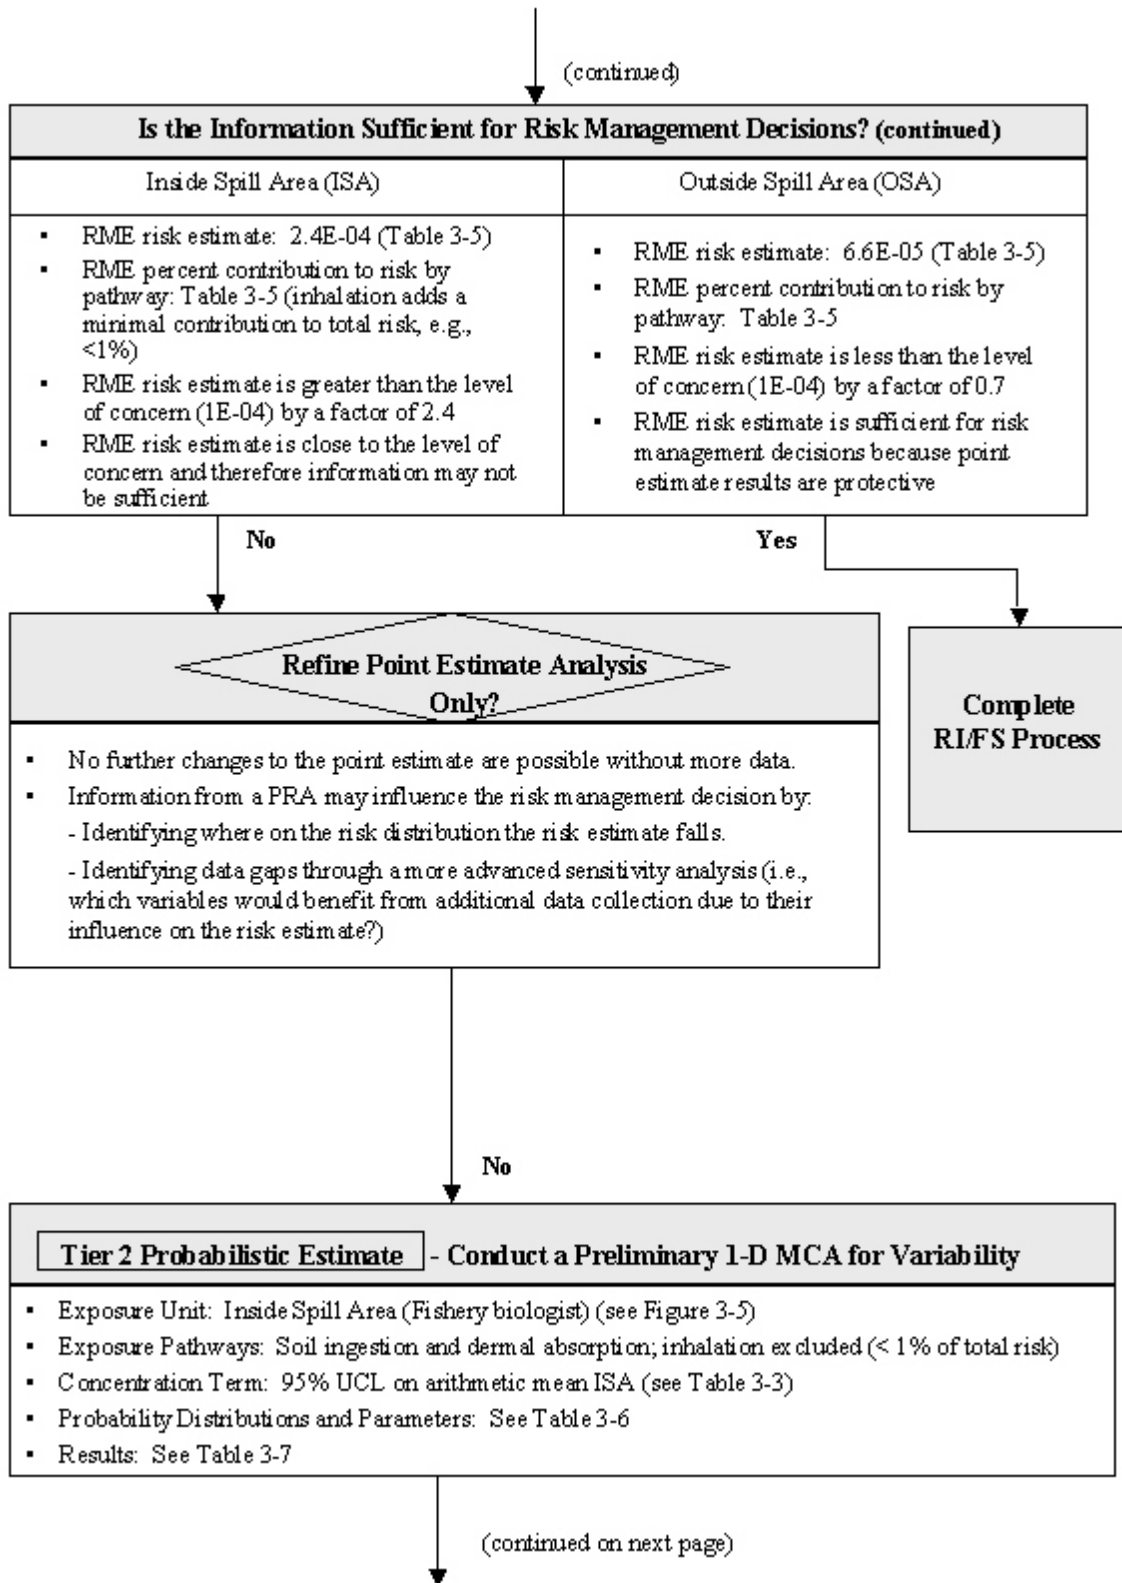 (continued)
Is the Information Sufficient for Risk Management Decisions? (continued)
Inside Spill Area (ISA)
▪ RME risk estimate: 2.4E-04 (Table 3-5)
▪ RME percent contribution to risk by
pathway: Table 3-5 (inhalation adds a
minimal contribution to total risk, e.g.,
<1%)
▪ RME risk estimate is greater than the level
of concern (1E-04) by a factor of 2.4
▪ RME risk estimate is close to the level of
concern and therefore information may not
be sufficient
Outside Spill Area (OSA)
▪ RME risk estimate: 6.6E-05 (Table 3-5)
▪ RME percent contribution to risk by
pathway: Table 3-5
▪ RME risk estimate is less than the level
of concern (1E-04) by a factor of 0.7
▪ RME risk estimate is sufficient for risk
management decisions because point
estimate results are protective
No
Yes
Refine Point Estimate Analysis
Only?
▪ No further changes to the point estimate are possible without more data.
▪ Information from a PRA may influence the risk management decision by:
- Identifying where on the risk distribution the risk estimate falls.
- Identifying data gaps through a more advanced sensitivity analysis (i.e.,
which variables would benefit from additional data collection due to their
influence on the risk estimate?)
Complete
RI/FS Process
No
Tier 2 Probabilistic Estimate - Conduct a Preliminary 1-D MCA for Variability
▪ Exposure Unit: Inside Spill Area (Fishery biologist) (see Figure 3-5)
▪ Exposure Pathways: Soil ingestion and dermal absorption; inhalation excluded (< 1% of total risk)
▪ Concentration Term: 95% UCL on arithmetic mean ISA (see Table 3-3)
▪ Probability Distributions and Parameters: See Table 3-6
▪ Results: See Table 3-7
(continued on next page)